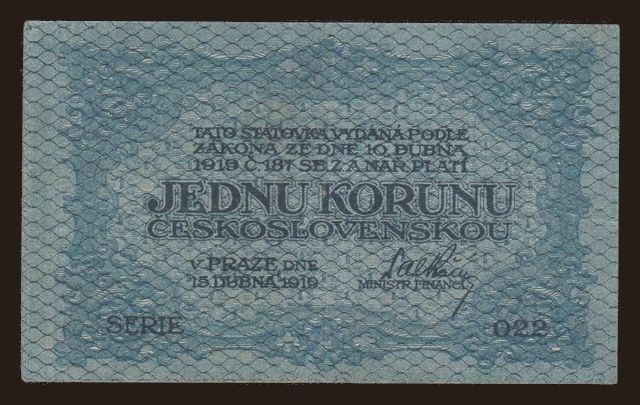 TATO STÁTOVKA VYDANÁ PODLE
ZÁKONA ZE DNE 10. DUBNA
1919 Č. 187 SB. Z. A NAŘ. PLATÍ
JEDNU KORUNU
ČESKOSLOVENSKOU
V PRAZE, DNE
15. DUBNA 1919.
MINISTR FINANCÍ.
SERIE
022